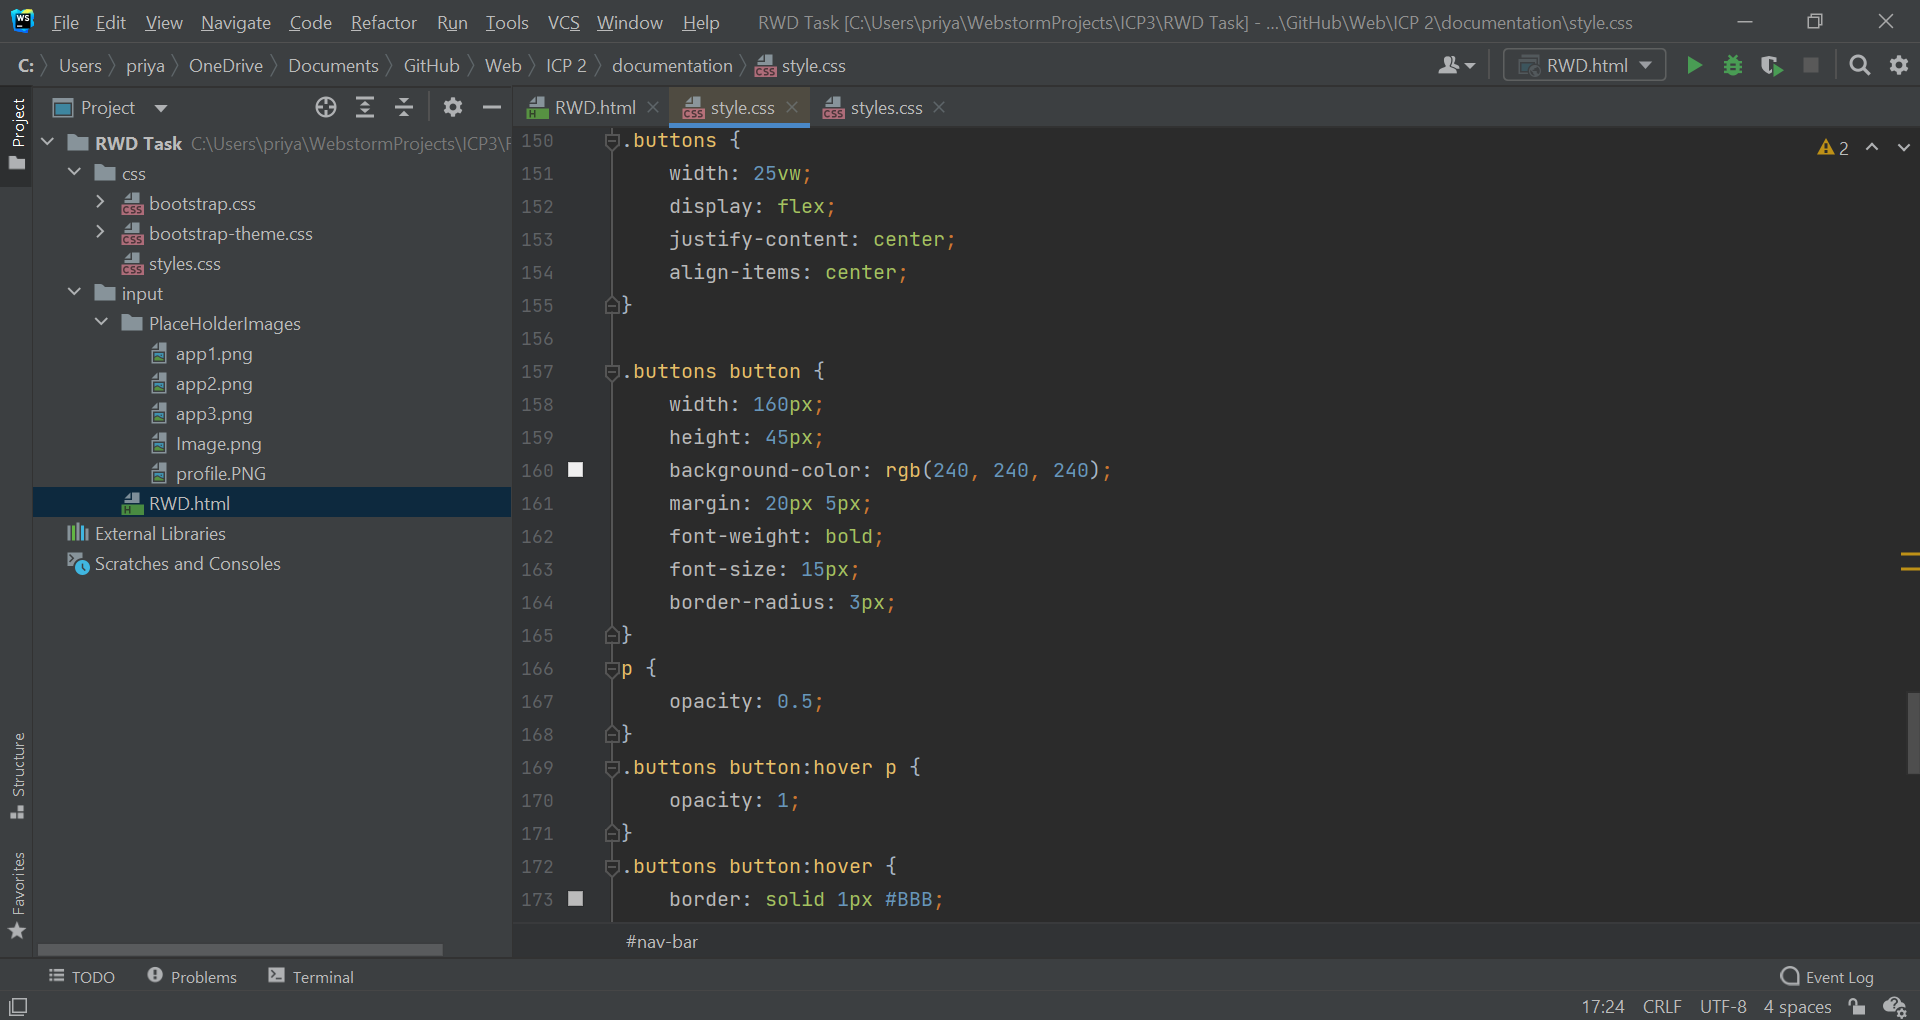 WS File Edit View Navigate Code Refactor Run Tools VCS Window Help RWD Task [C:\Users\priya\WebstormProjects\ICP3\RWD Task] - ...\GitHub\Web\ICP 2\documentation\style.css
C: Users priya OneDrive Documents GitHub Web ICP 2 documentation style.css RWD.html
Project
Project
RWD Task C:\Users\priya\WebstormProjects\ICP3\
css
bootstrap.css
bootstrap-theme.css
styles.css
input
PlaceHolderImages
app1.png
app2.png
app3.png
Image.png
profile.PNG
RWD.html
External Libraries
Scratches and Consoles
Structure
Favorites
RWD.html style.css styles.css
2
150 .buttons {
151 width: 25vw;
152 display: flex;
153 justify-content: center;
154 align-items: center;
155 }
156
157 .buttons button {
158 width: 160px;
159 height: 45px;
160 background-color: rgb(240, 240, 240);
161 margin: 20px 5px;
162 font-weight: bold;
163 font-size: 15px;
164 border-radius: 3px;
165 }
166 p {
167 opacity: 0.5;
168 }
169 .buttons button:hover p {
170 opacity: 1;
171 }
172 .buttons button:hover {
173 border: solid 1px #BBB;
#nav-bar
TODO Problems Terminal Event Log
17:24 CRLF UTF-8 4 spaces